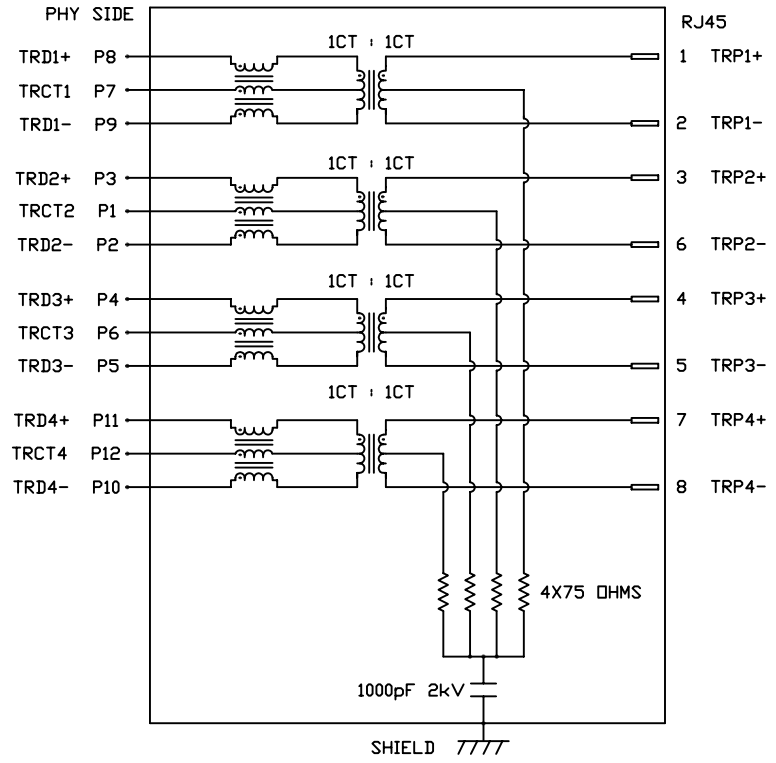 PHY SIDE
RJ45
1CT : 1CT
TRD1+ P8
1 TRP1+
TRCT1 P7
TRD1- P9
2 TRP1-
1CT : 1CT
TRD2+ P3
3 TRP2+
TRCT2 P1
TRD2- P2
6 TRP2-
1CT : 1CT
TRD3+ P4
4 TRP3+
TRCT3 P6
TRD3- P5
5 TRP3-
1CT : 1CT
TRD4+ P11
7 TRP4+
TRCT4 P12
TRD4- P10
8 TRP4-
4X75 OHMS
1000pF 2kV
SHIELD